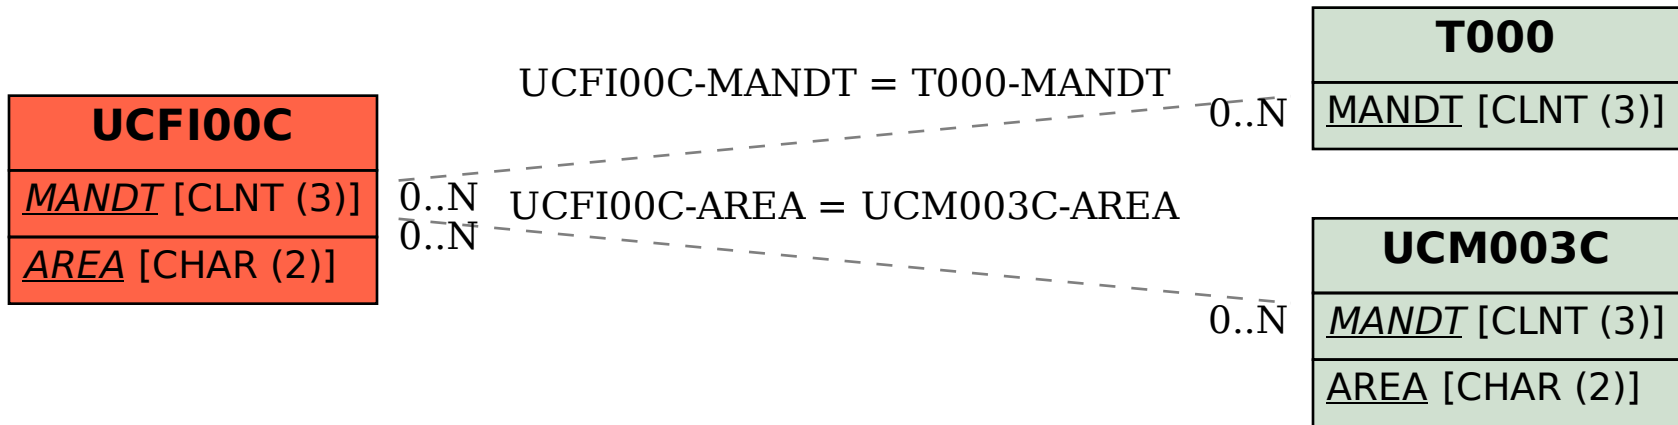 UCFI00C
MANDT [CLNT (3)]
AREA [CHAR (2)]
UCFI00C-MANDT = T000-MANDT
0..N
0..N
UCFI00C-AREA = UCM003C-AREA
0..N
0..N
T000
MANDT [CLNT (3)]
UCM003C
MANDT [CLNT (3)]
AREA [CHAR (2)]